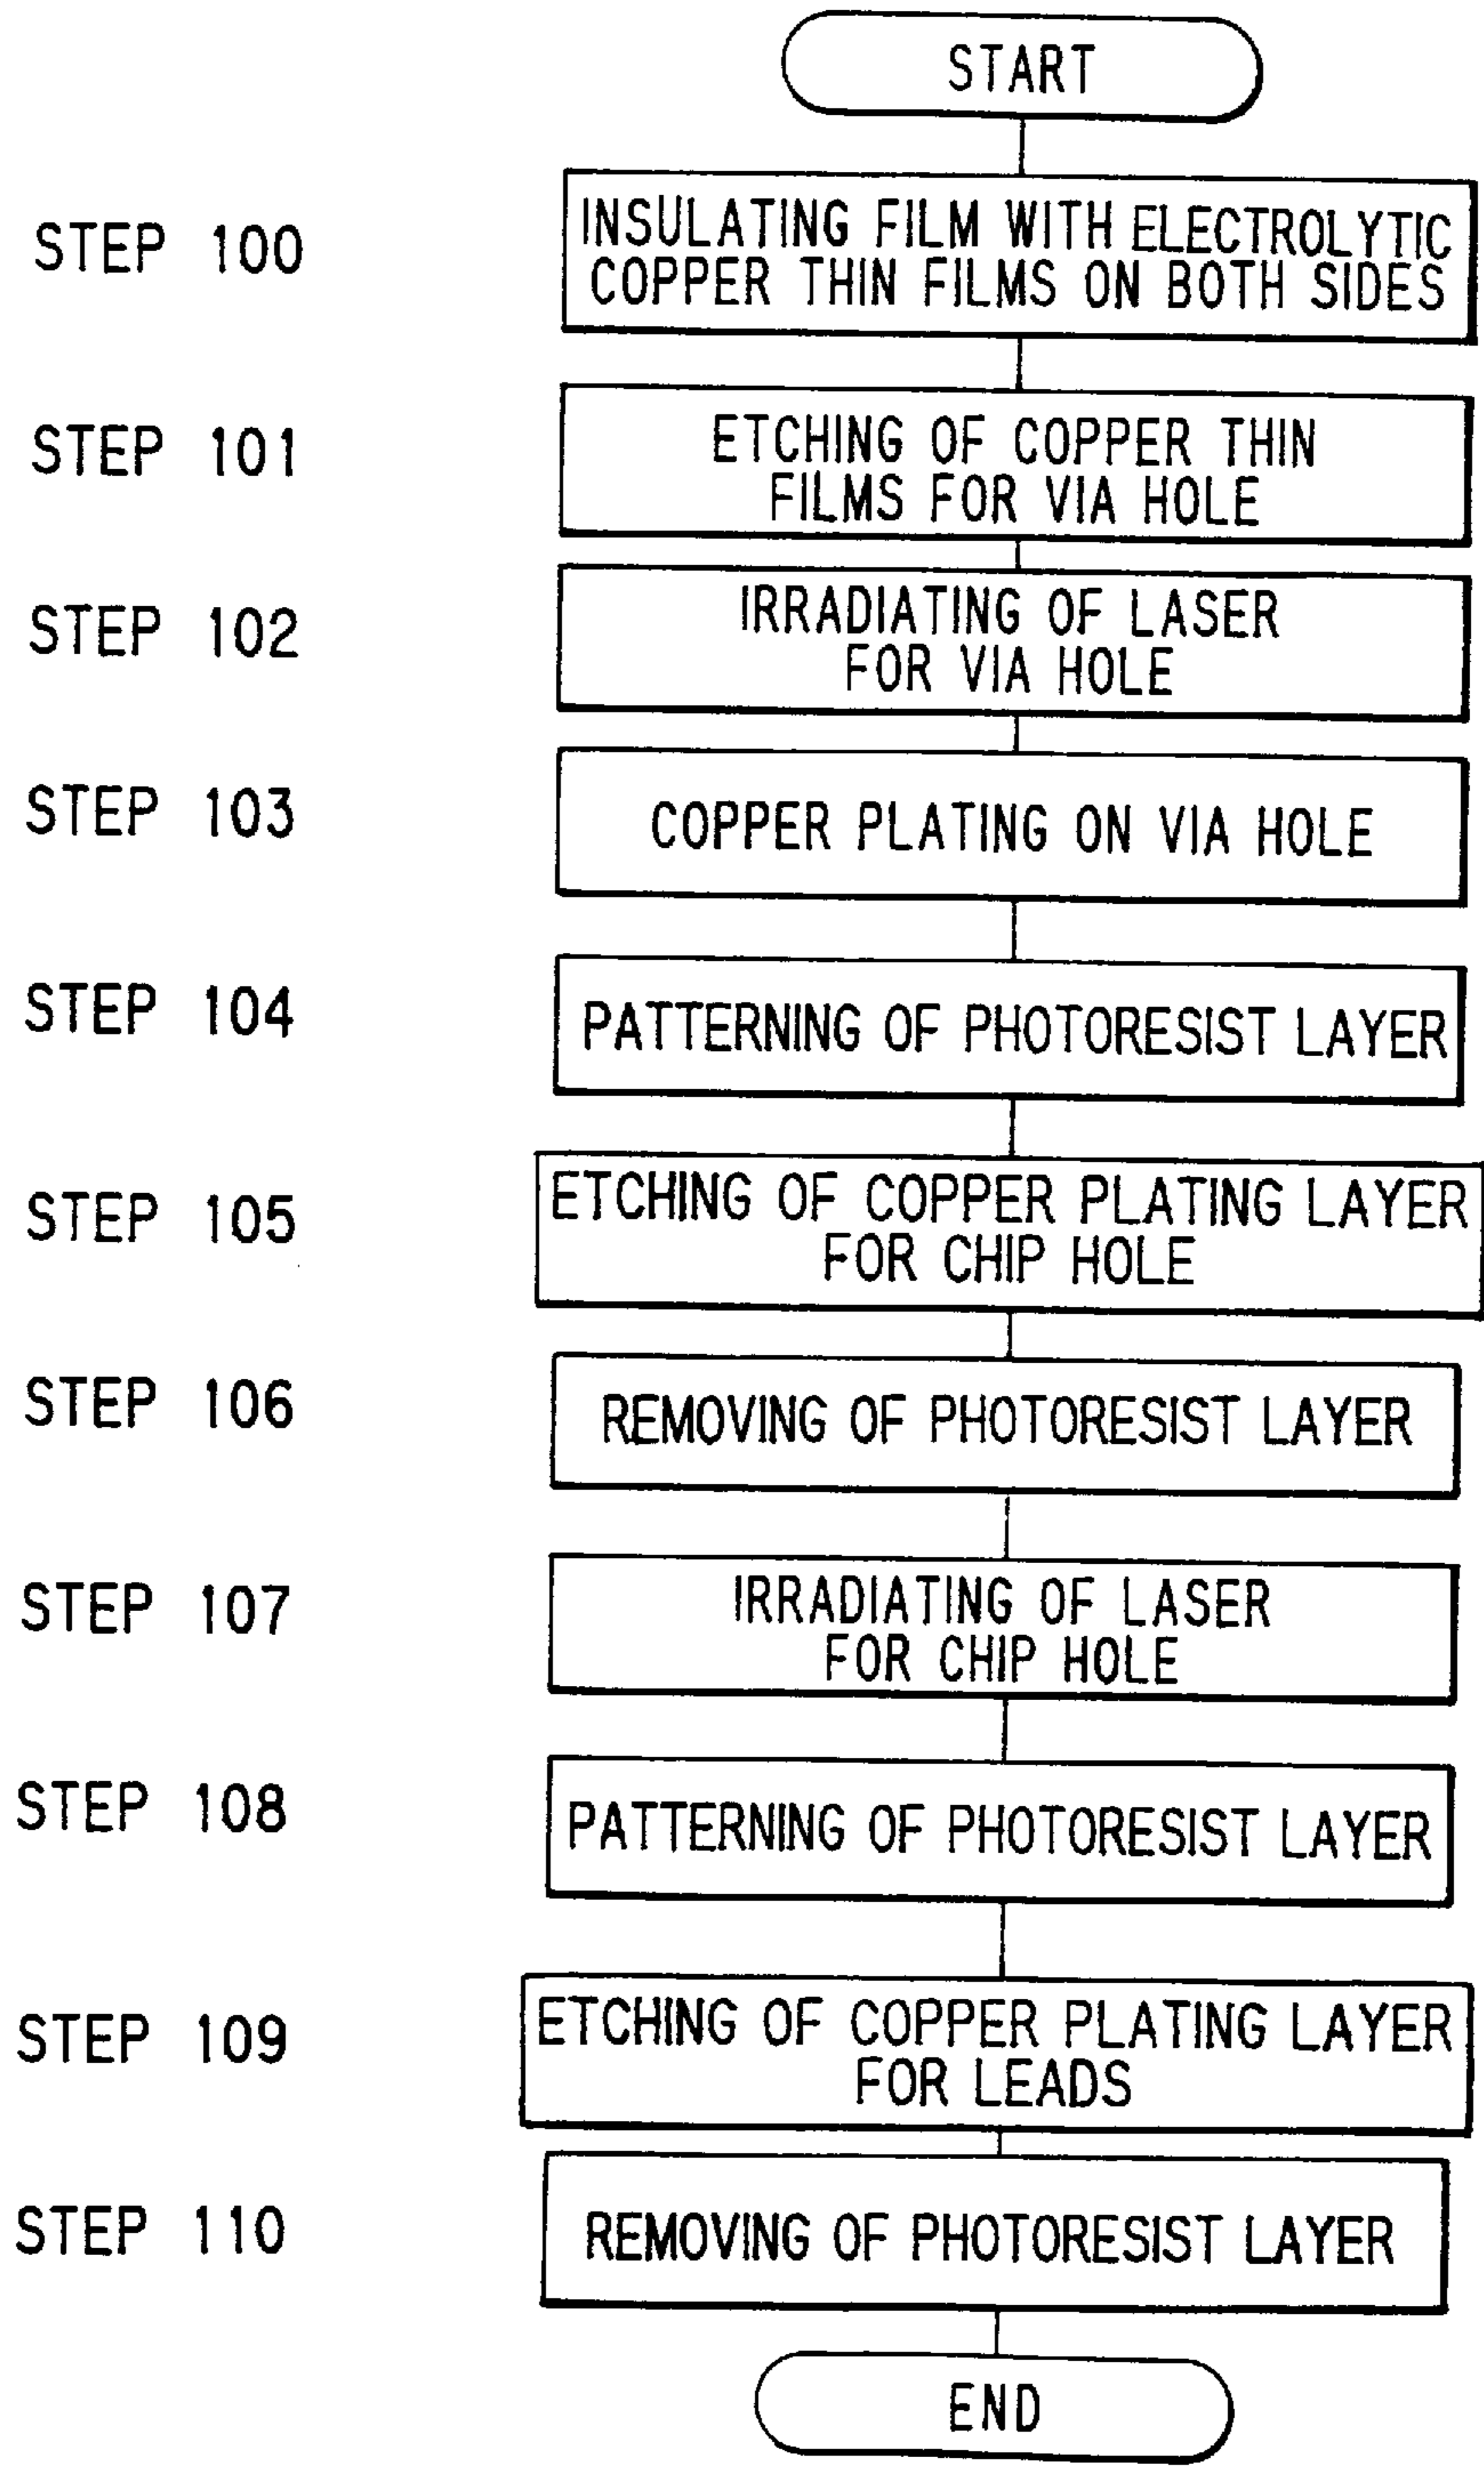 START
STEP 100
INSULATING FILM WITH ELECTROLYTIC
COPPER THIN FILMS ON BOTH SIDES
STEP 101
ETCHING OF COPPER THIN
FILMS FOR VIA HOLE
STEP 102
IRRADIATING OF LASER
FOR VIA HOLE
STEP 103
COPPER PLATING ON VIA HOLE
STEP 104
PATTERNING OF PHOTORESIST LAYER
STEP 105
ETCHING OF COPPER PLATING LAYER
FOR CHIP HOLE
STEP 106
REMOVING OF PHOTORESIST LAYER
STEP 107
IRRADIATING OF LASER
FOR CHIP HOLE
STEP 108
PATTERNING OF PHOTORESIST LAYER
STEP 109
ETCHING OF COPPER PLATING LAYER
FOR LEADS
STEP 110
REMOVING OF PHOTORESIST LAYER
END